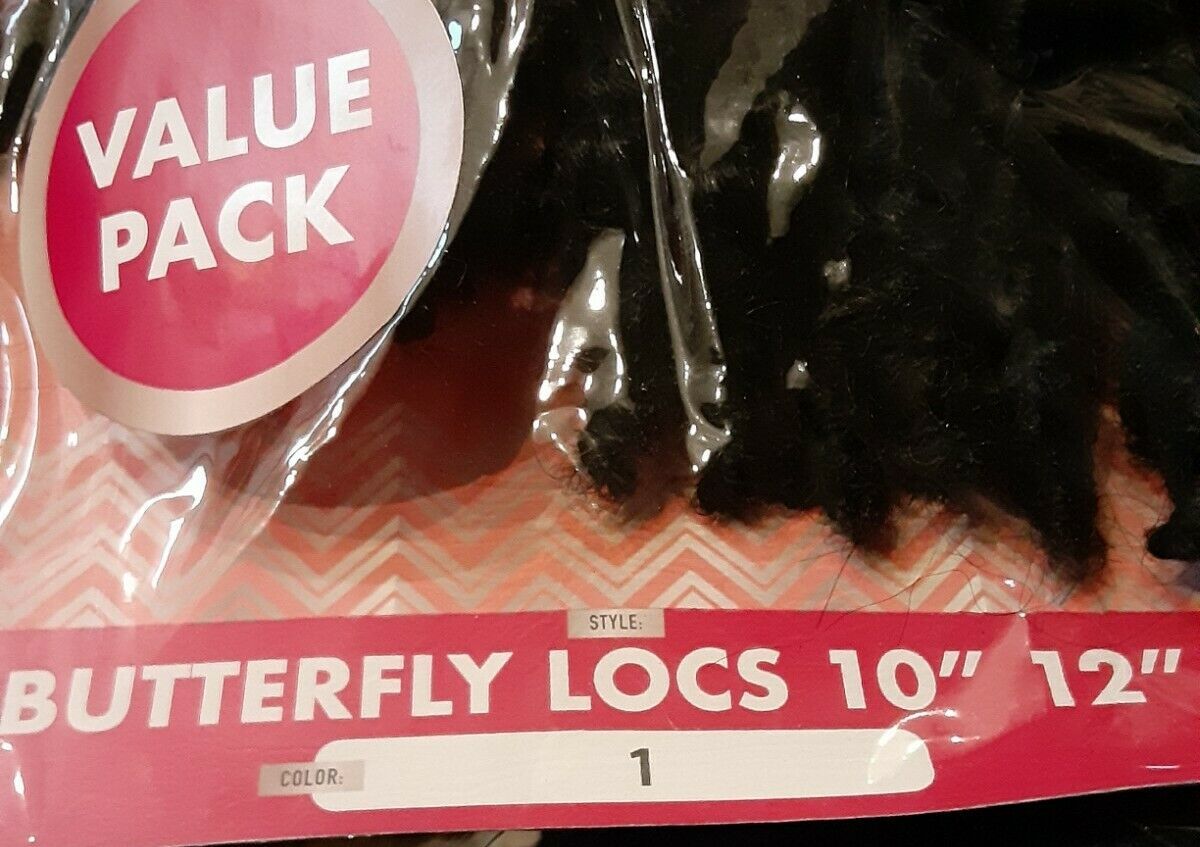 VALUE
PACK
STYLE:
BUTTERFLY LOCS 10" 12"
COLOR: 1